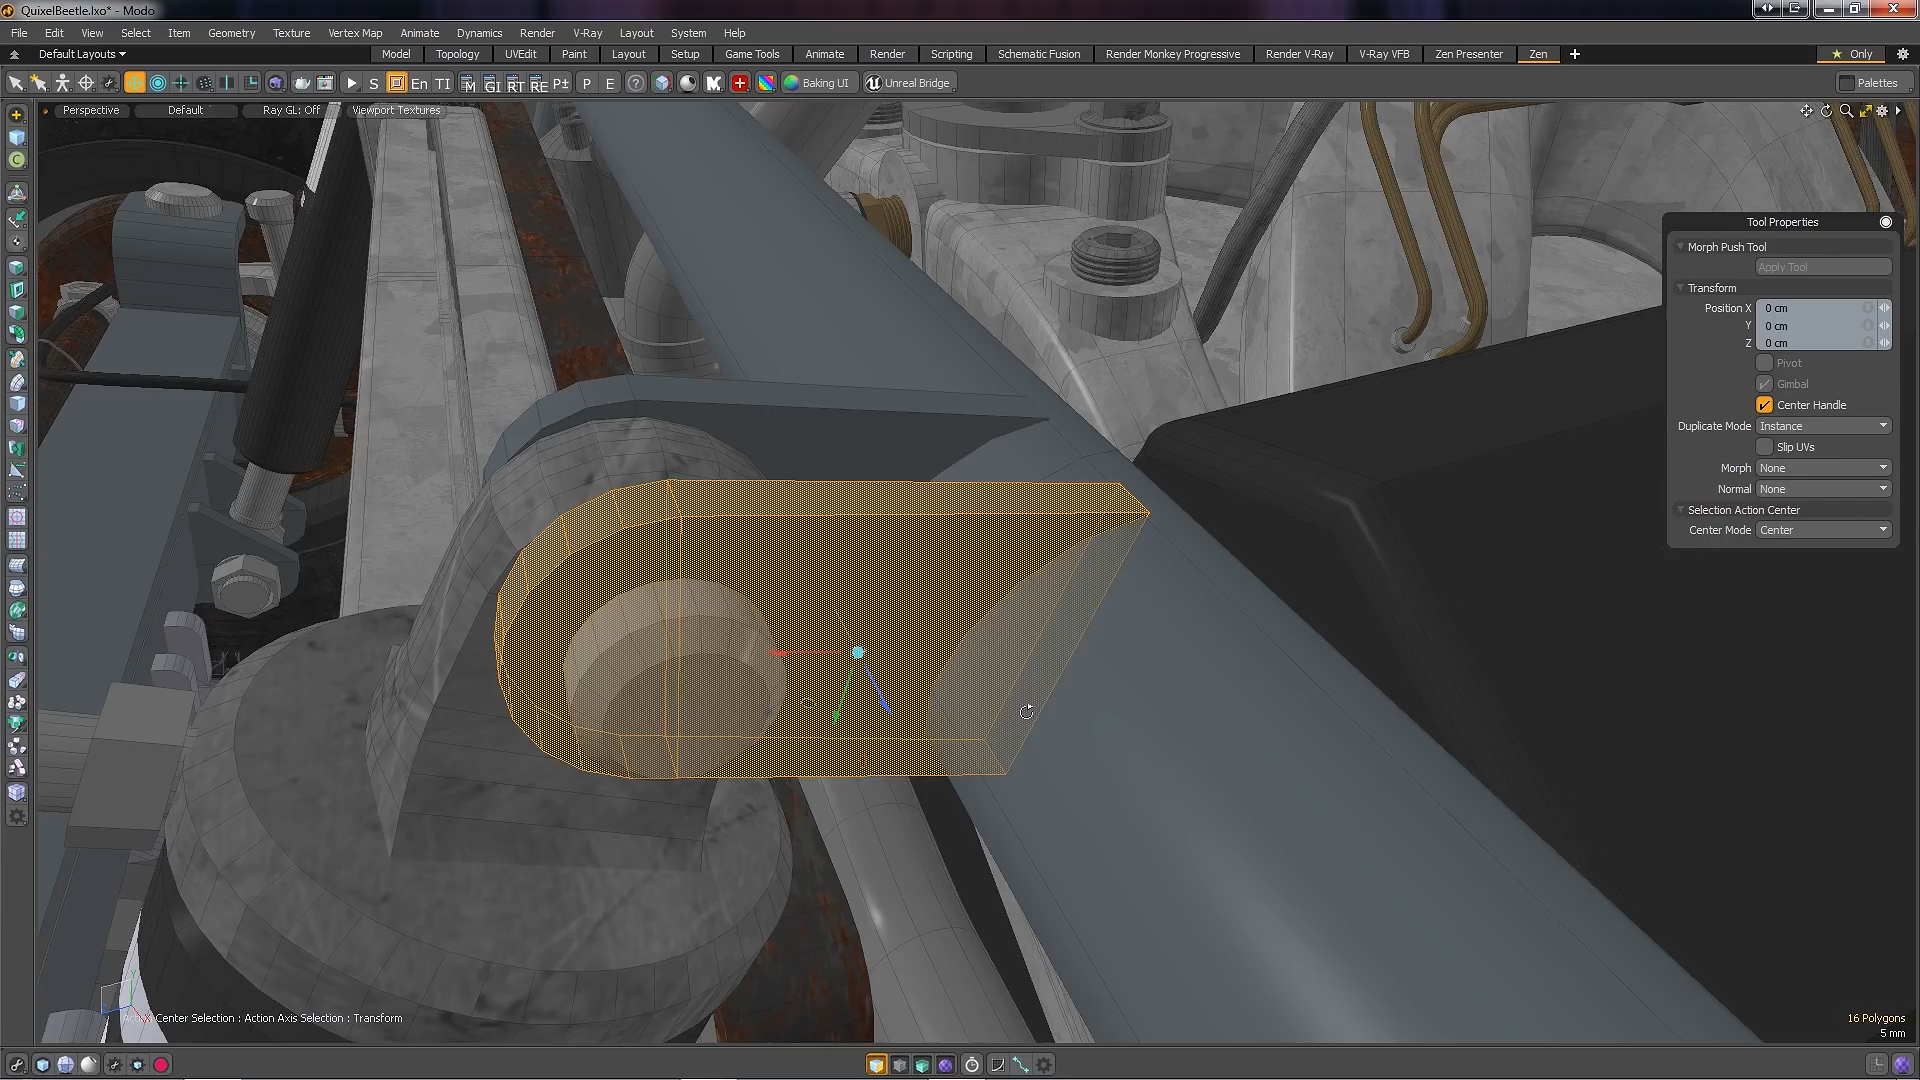 QuixelBeetle.lxo* - Modo
File Edit View Select Item Geometry Texture Vertex Map Animate Dynamics Render V-Ray Layout System Help
Default Layouts Model Topology UVEdit Paint Layout Setup Game Tools Animate Render Scripting Schematic Fusion Render Monkey Progressive Render V-Ray V-Ray VFB Zen Presenter Zen Only
S En TI M GI RT RE P± P E ? M Baking UI Unreal Bridge Palettes
Perspective Default Ray GL: Off Viewport Textures
Tool Properties
Morph Push Tool
Apply Tool
Transform
Position X 0 cm
Y 0 cm
Z 0 cm
Pivot
Gimbal
Center Handle
Duplicate Mode Instance
Slip UVs
Morph None
Normal None
Selection Action Center
Center Mode Center
Center Selection : Action Axis Selection : Transform
16 Polygons
5 mm